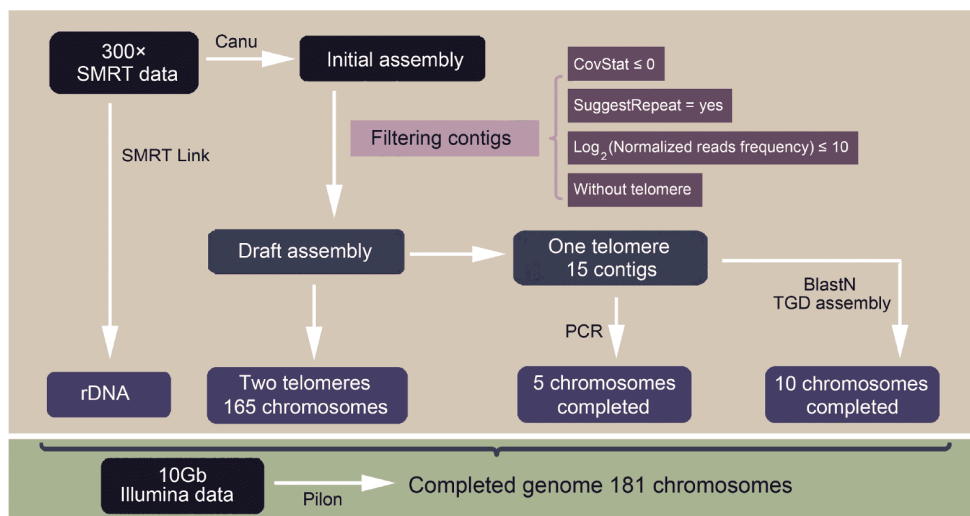 300×
SMRT data
Canu
Initial assembly
CovStat ≤ 0
SuggestRepeat = yes
Filtering contigs
Log₂(Normalized reads frequency) ≤ 10
Without telomere
SMRT Link
Draft assembly
One telomere
15 contigs
BlastN
TGD assembly
PCR
rDNA
Two telomeres
165 chromosomes
5 chromosomes
completed
10 chromosomes
completed
10Gb
Illumina data
Pilon
Completed genome 181 chromosomes